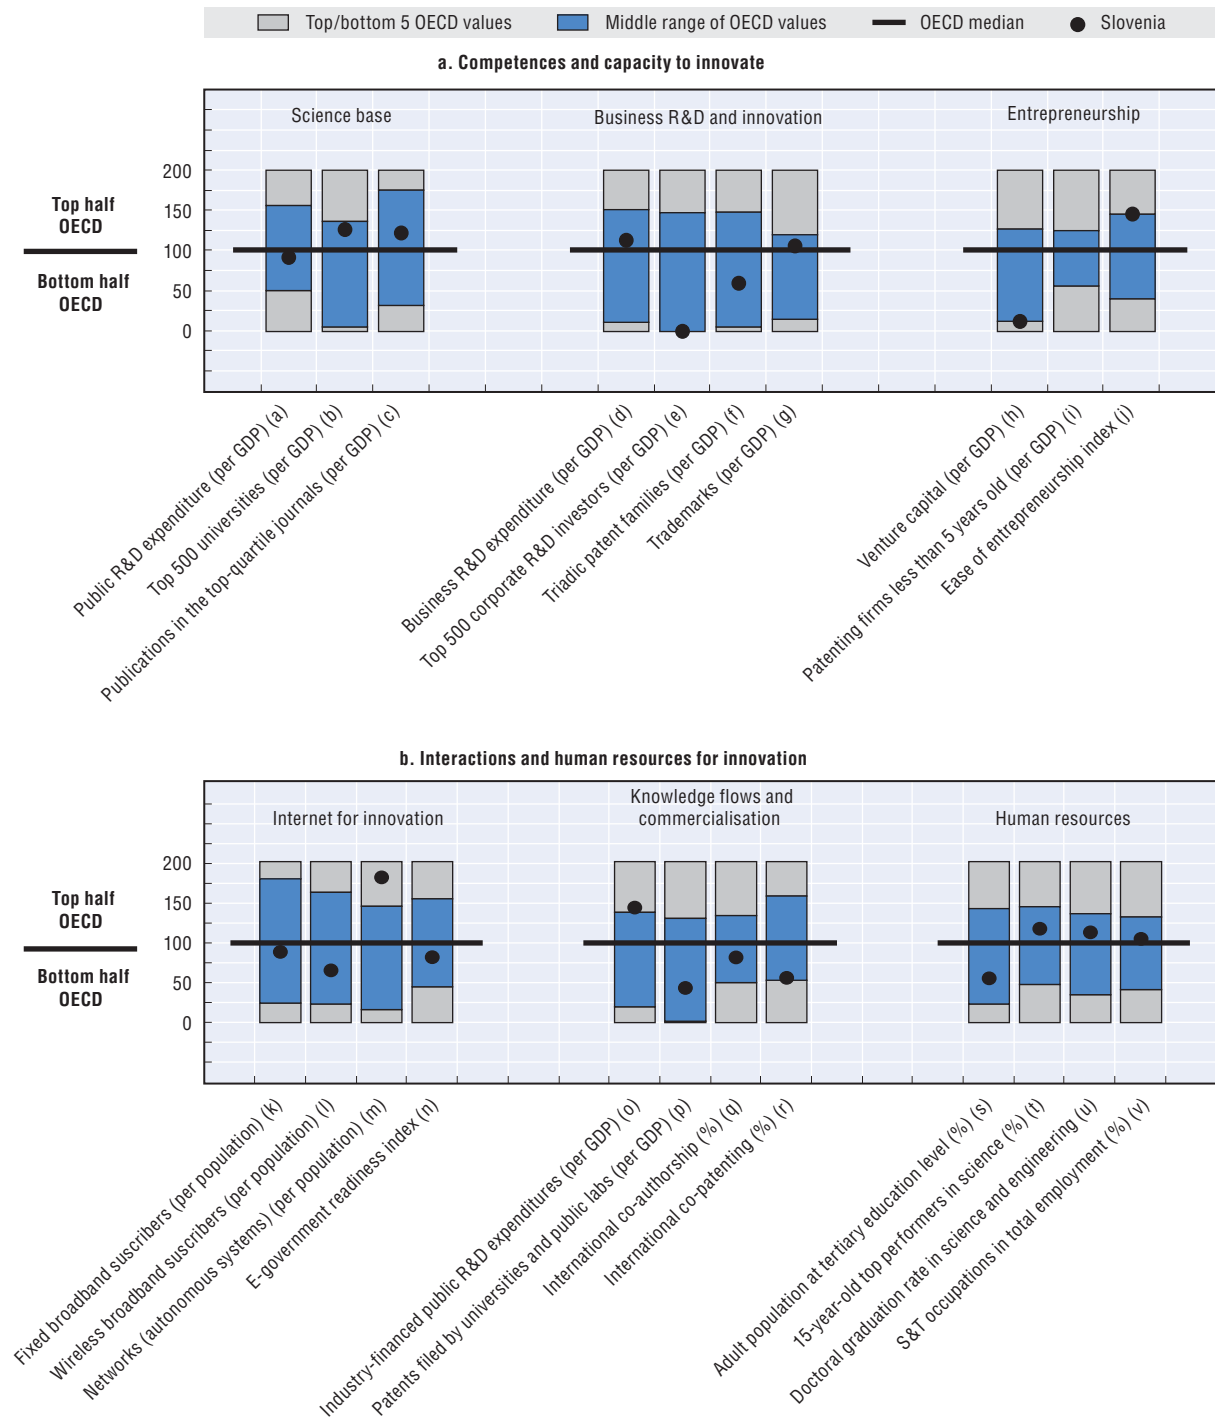 Top/bottom 5 OECD values
Middle range of OECD values
OECD median
Slovenia
a. Competences and capacity to innovate
Science base
Business R&D and innovation
Entrepreneurship
200
150
100
50
0
Top half
OECD
Bottom half
OECD
Public R&D expenditure (per GDP) (a)
Top 500 universities (per GDP) (b)
Publications in the top-quartile journals (per GDP) (c)
Business R&D expenditure (per GDP) (d)
Top 500 corporate R&D investors (per GDP) (e)
Triadic patent families (per GDP) (f)
Trademarks (per GDP) (g)
Venture capital (per GDP) (h)
Patenting firms less than 5 years old (per GDP) (i)
Ease of entrepreneurship index (j)
b. Interactions and human resources for innovation
Internet for innovation
Knowledge flows and
commercialisation
Human resources
200
150
100
50
0
Top half
OECD
Bottom half
OECD
Fixed broadband suscribers (per population) (k)
Wireless broadband suscribers (per population) (l)
Networks (autonomous systems) (per population) (m)
E-government readiness index (n)
Industry-financed public R&D expenditures (per GDP) (o)
Patents filed by universities and public labs (per GDP) (p)
International co-authorship (%) (q)
International co-patenting (%) (r)
Adult population at tertiary education level (%) (s)
15-year-old top performers in science (%) (t)
Doctoral graduation rate in science and engineering (u)
S&T occupations in total employment (%) (v)